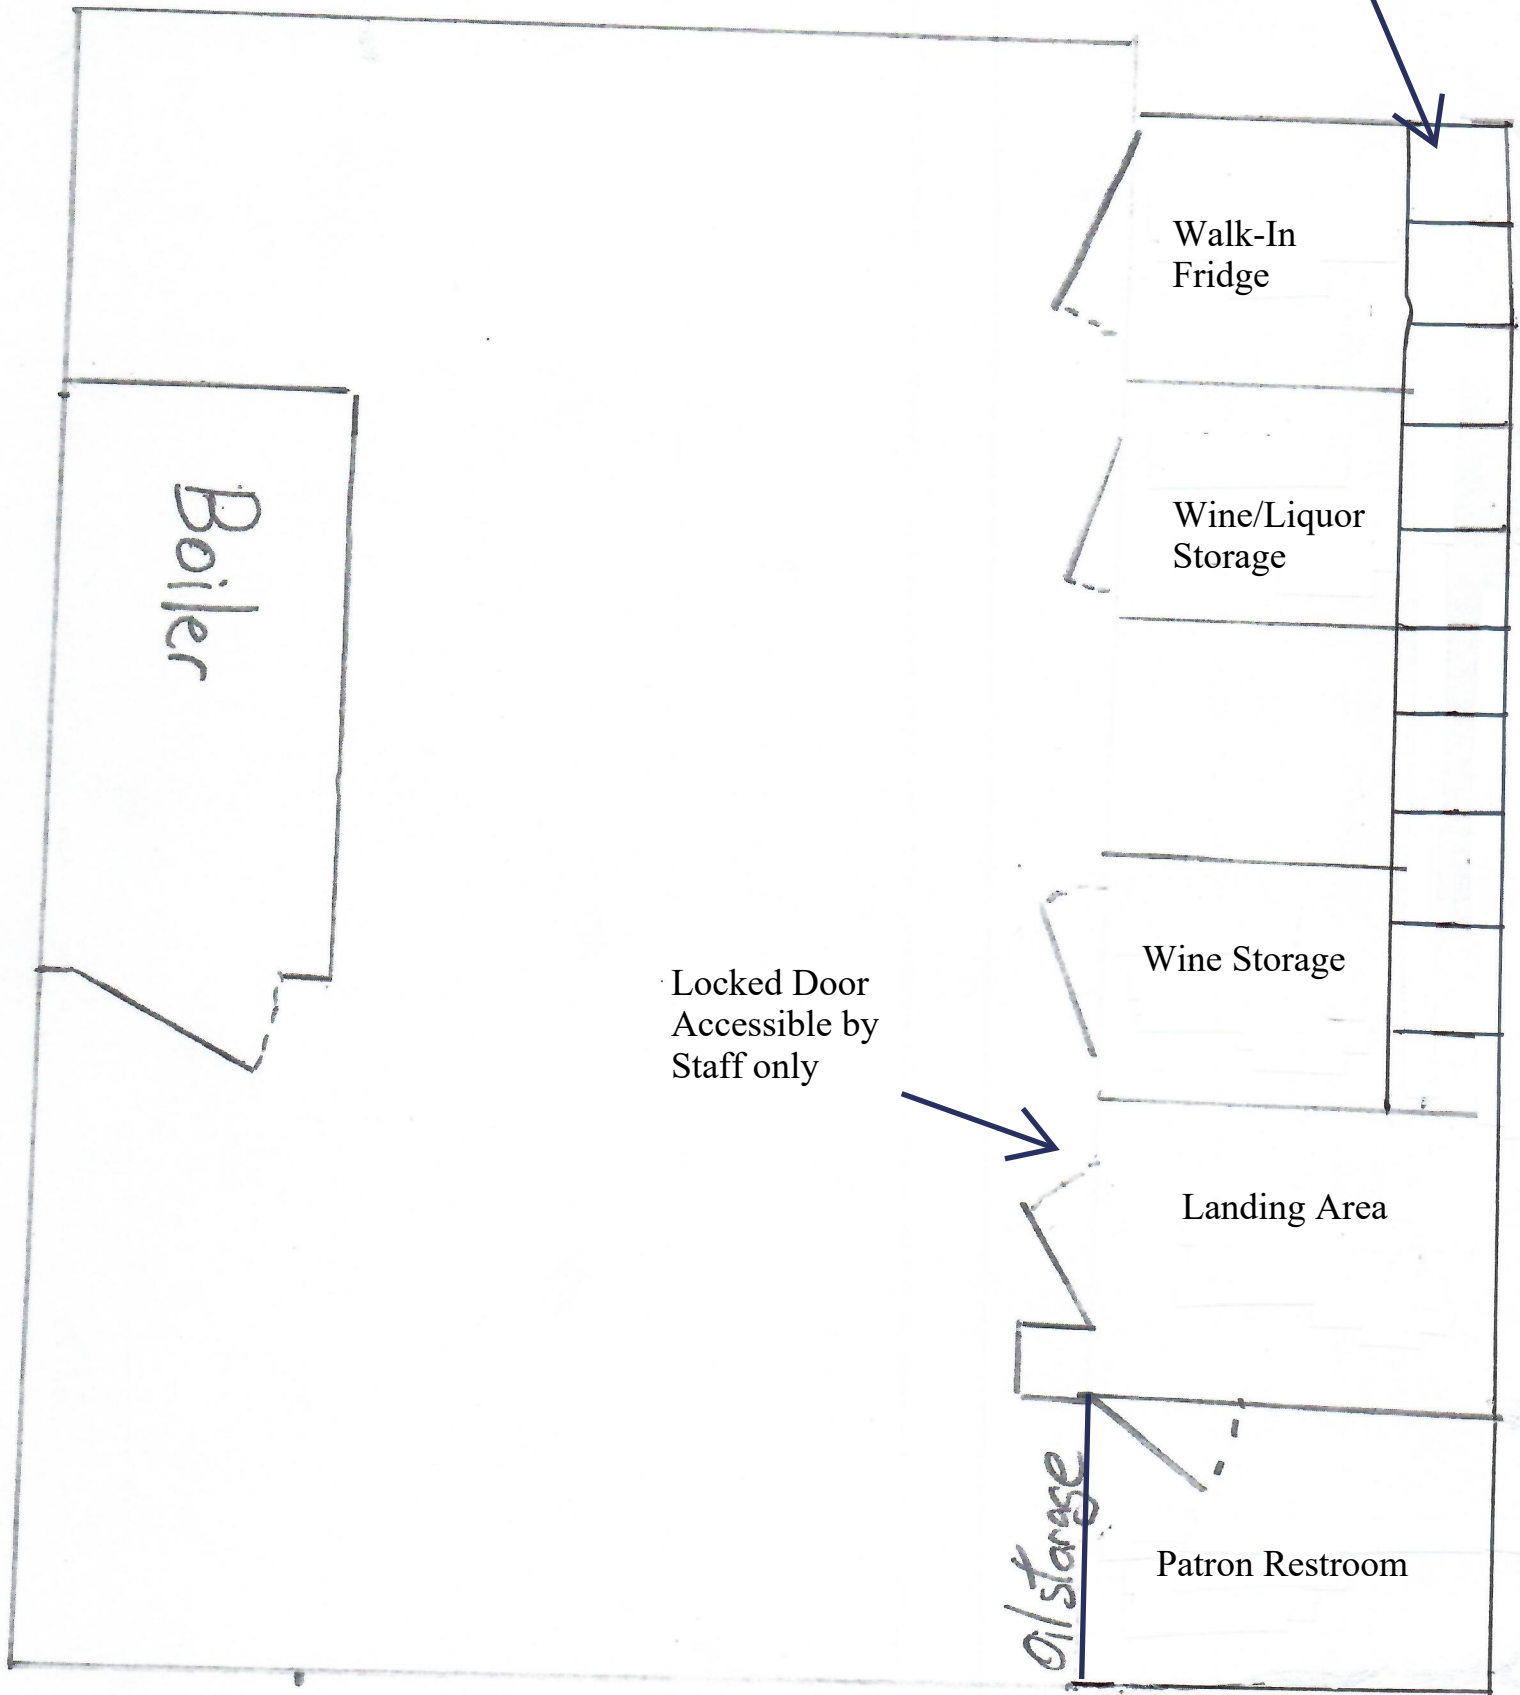 Walk-In
Fridge
Boiler
Wine/Liquor
Storage
Wine Storage
Locked Door
Accessible by
Staff only
Landing Area
Oil storage
Patron Restroom